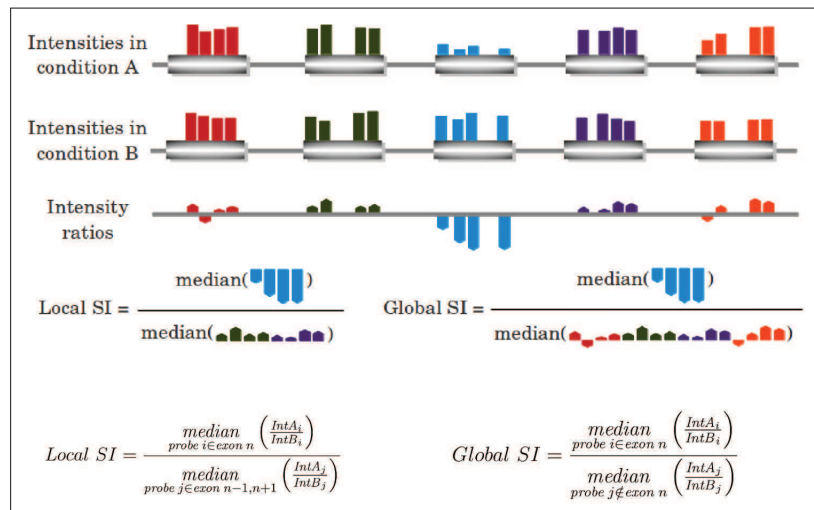 Intensities in
condition A
Intensities in
condition B
Intensity
ratios
Local SI = median( ) / median( )
Global SI = median( ) / median( )
Local SI = median probe i∈exon n (IntA_i / IntB_i) / median probe j∈exon n−1,n+1 (IntA_j / IntB_j)
Global SI = median probe i∈exon n (IntA_i / IntB_i) / median probe j∉exon n (IntA_j / IntB_j)